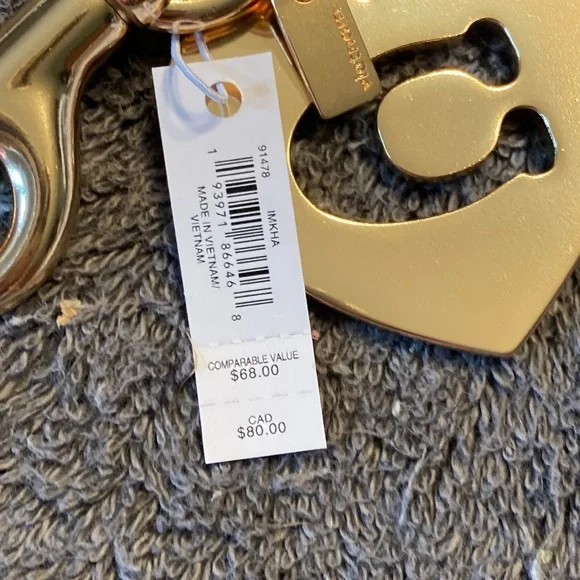 91478 IMKHA
1 93971 86646 8
MADE IN VIETNAM/
VIETNAM
COMPARABLE VALUE
$68.00
CAD
$80.00